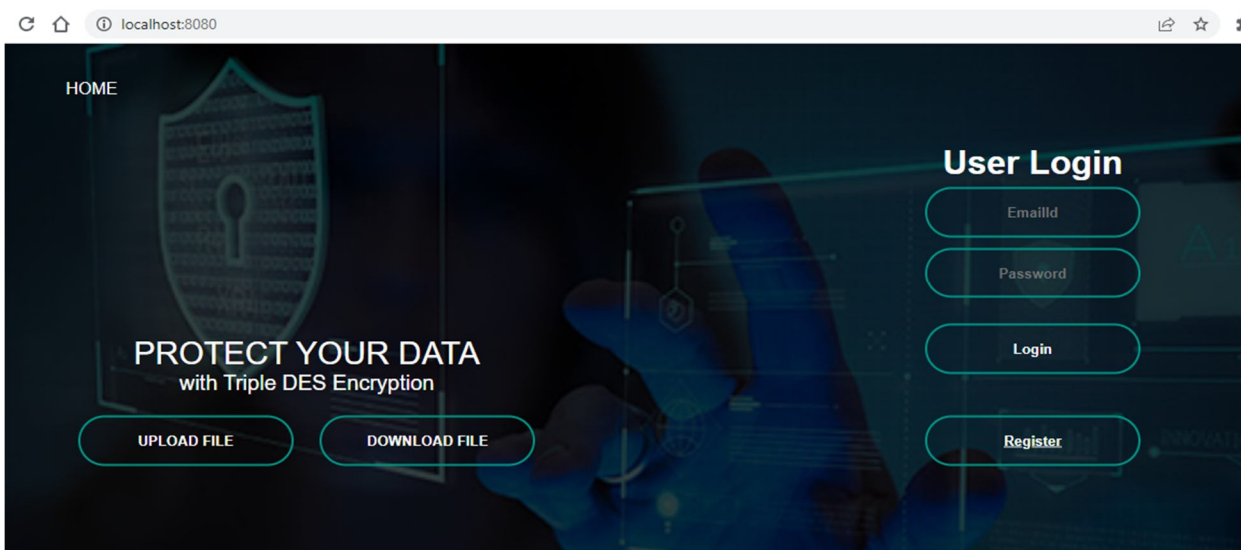 localhost:8080
HOME
User Login
EmailId
Password
Login
Register
PROTECT YOUR DATA
with Triple DES Encryption
UPLOAD FILE
DOWNLOAD FILE